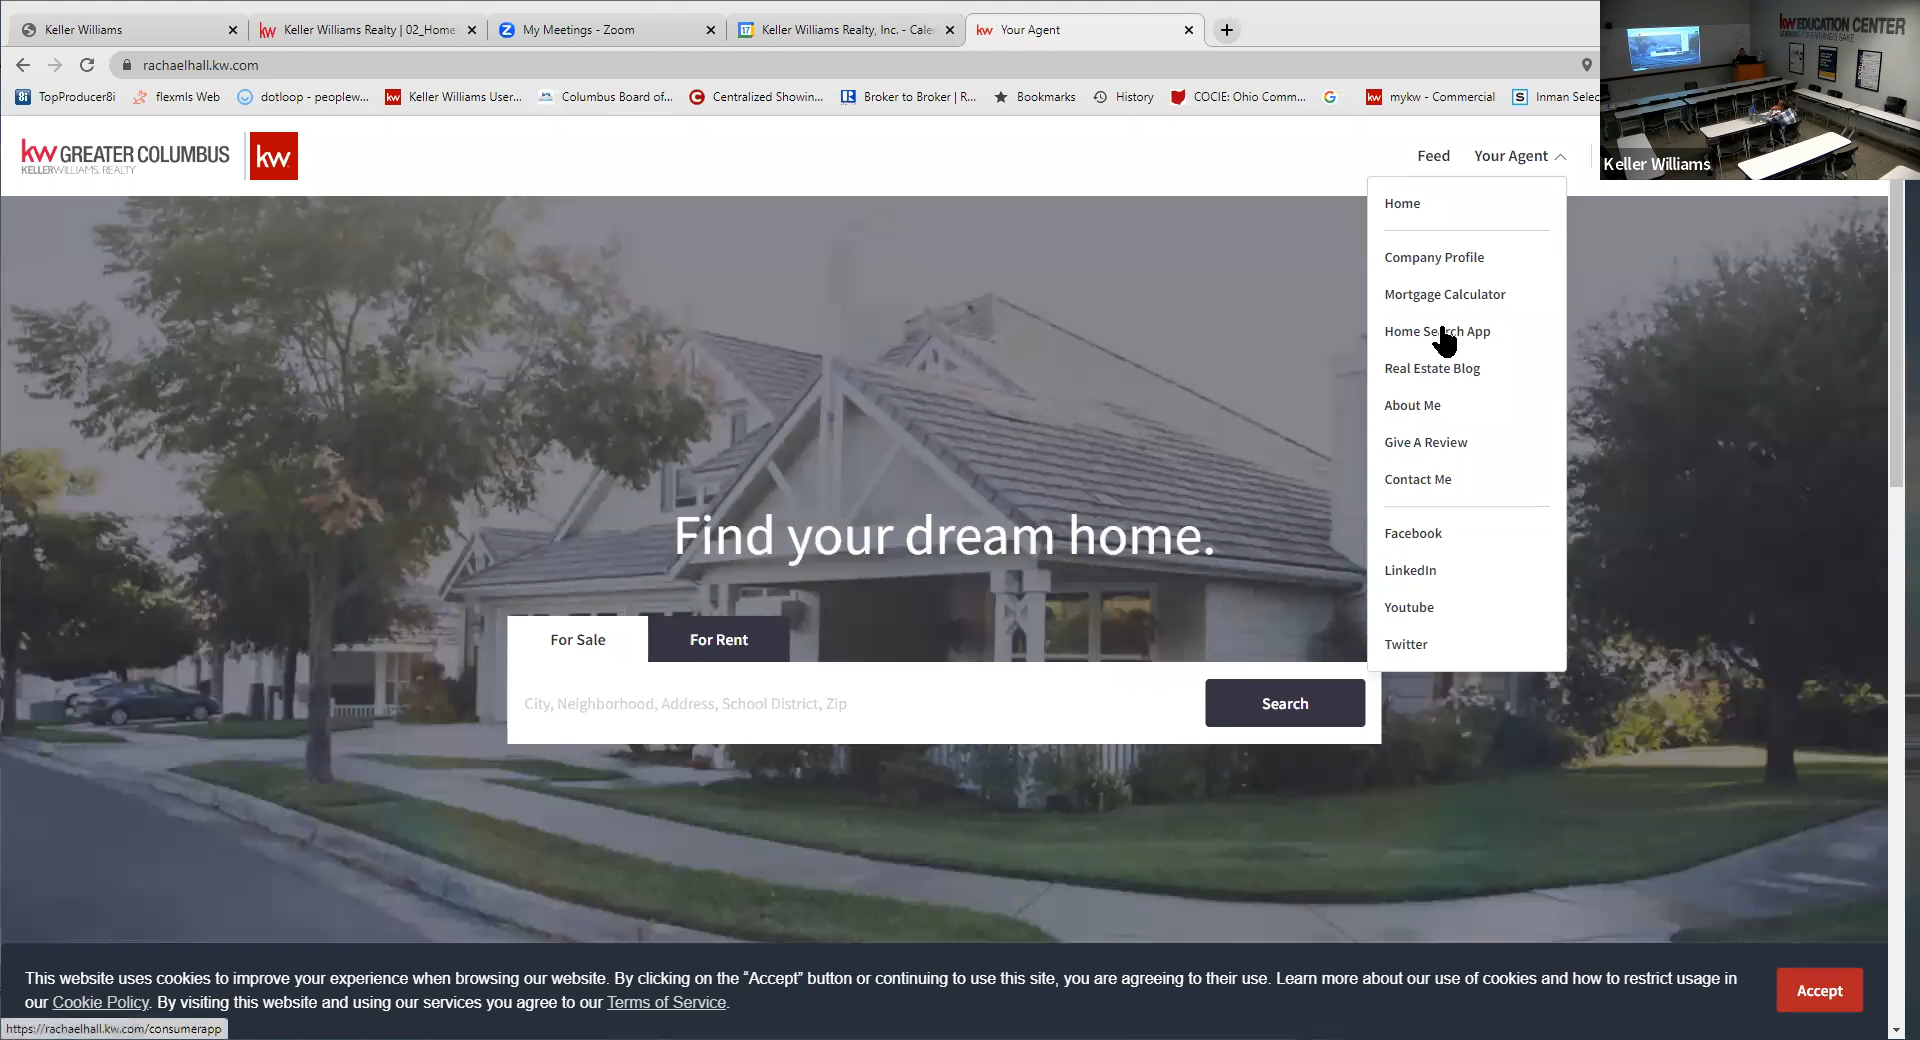 Keller Williams
Keller Williams Realty | 02_Home
My Meetings - Zoom
Keller Williams Realty, Inc. - Cale
Your Agent
rachaelhall.kw.com
TopProducer8i
flexmls Web
dotloop - peoplew...
Keller Williams User...
Columbus Board of...
Centralized Showin...
Broker to Broker | R...
Bookmarks
History
COCIE: Ohio Comm...
mykw - Commercial
Inman Selec
kw EDUCATION CENTER
Keller Williams
kw GREATER COLUMBUS
KELLERWILLIAMS. REALTY
kw
Feed
Your Agent
Home
Company Profile
Mortgage Calculator
Home Search App
Real Estate Blog
About Me
Give A Review
Contact Me
Facebook
LinkedIn
Youtube
Twitter
Find your dream home.
For Sale
For Rent
City, Neighborhood, Address, School District, Zip
Search
This website uses cookies to improve your experience when browsing our website. By clicking on the “Accept” button or continuing to use this site, you are agreeing to their use. Learn more about our use of cookies and how to restrict usage in
our Cookie Policy. By visiting this website and using our services you agree to our Terms of Service.
Accept
https://rachaelhall.kw.com/consumerapp